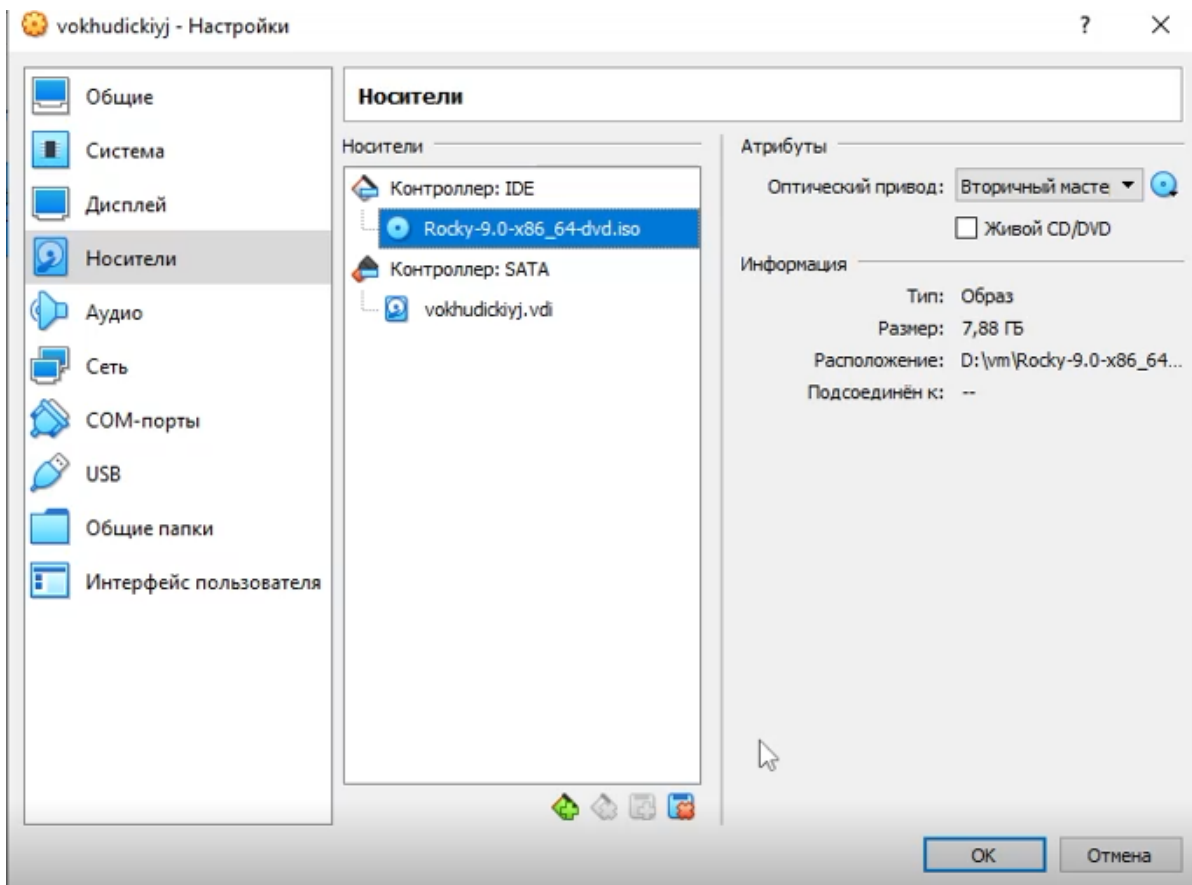 vokhudickiyj - Настройки
?
Общие
Система
Дисплей
Носители
Аудио
Сеть
COM-порты
USB
Общие папки
Интерфейс пользователя
Носители
Носители
Контроллер: IDE
Rocky-9.0-x86_64-dvd.iso
Контроллер: SATA
vokhudickiyj.vdi
Атрибуты
Оптический привод: Вторичный масте
Живой CD/DVD
Информация
Тип: Образ
Размер: 7,88 ГБ
Расположение: D:\vm\Rocky-9.0-x86_64...
Подсоединён к: --
OK
Отмена